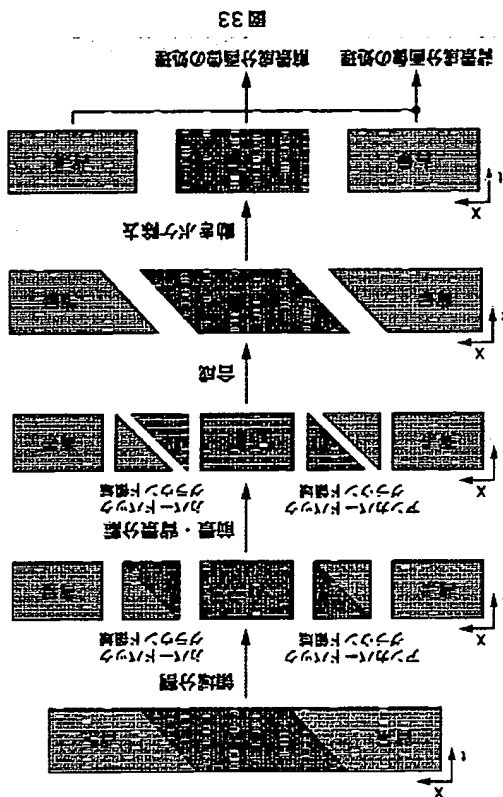 x
t
領域分割
アンカバードバック
グラウンド領域
カバードバック
グラウンド領域
x
t
前景・背景分離
アンカバードバック
グラウンド領域
カバードバック
グラウンド領域
x
t
合成
x
t
動きボケ除去
x
t
背景成分画像の処理
前景成分画像の処理
図33